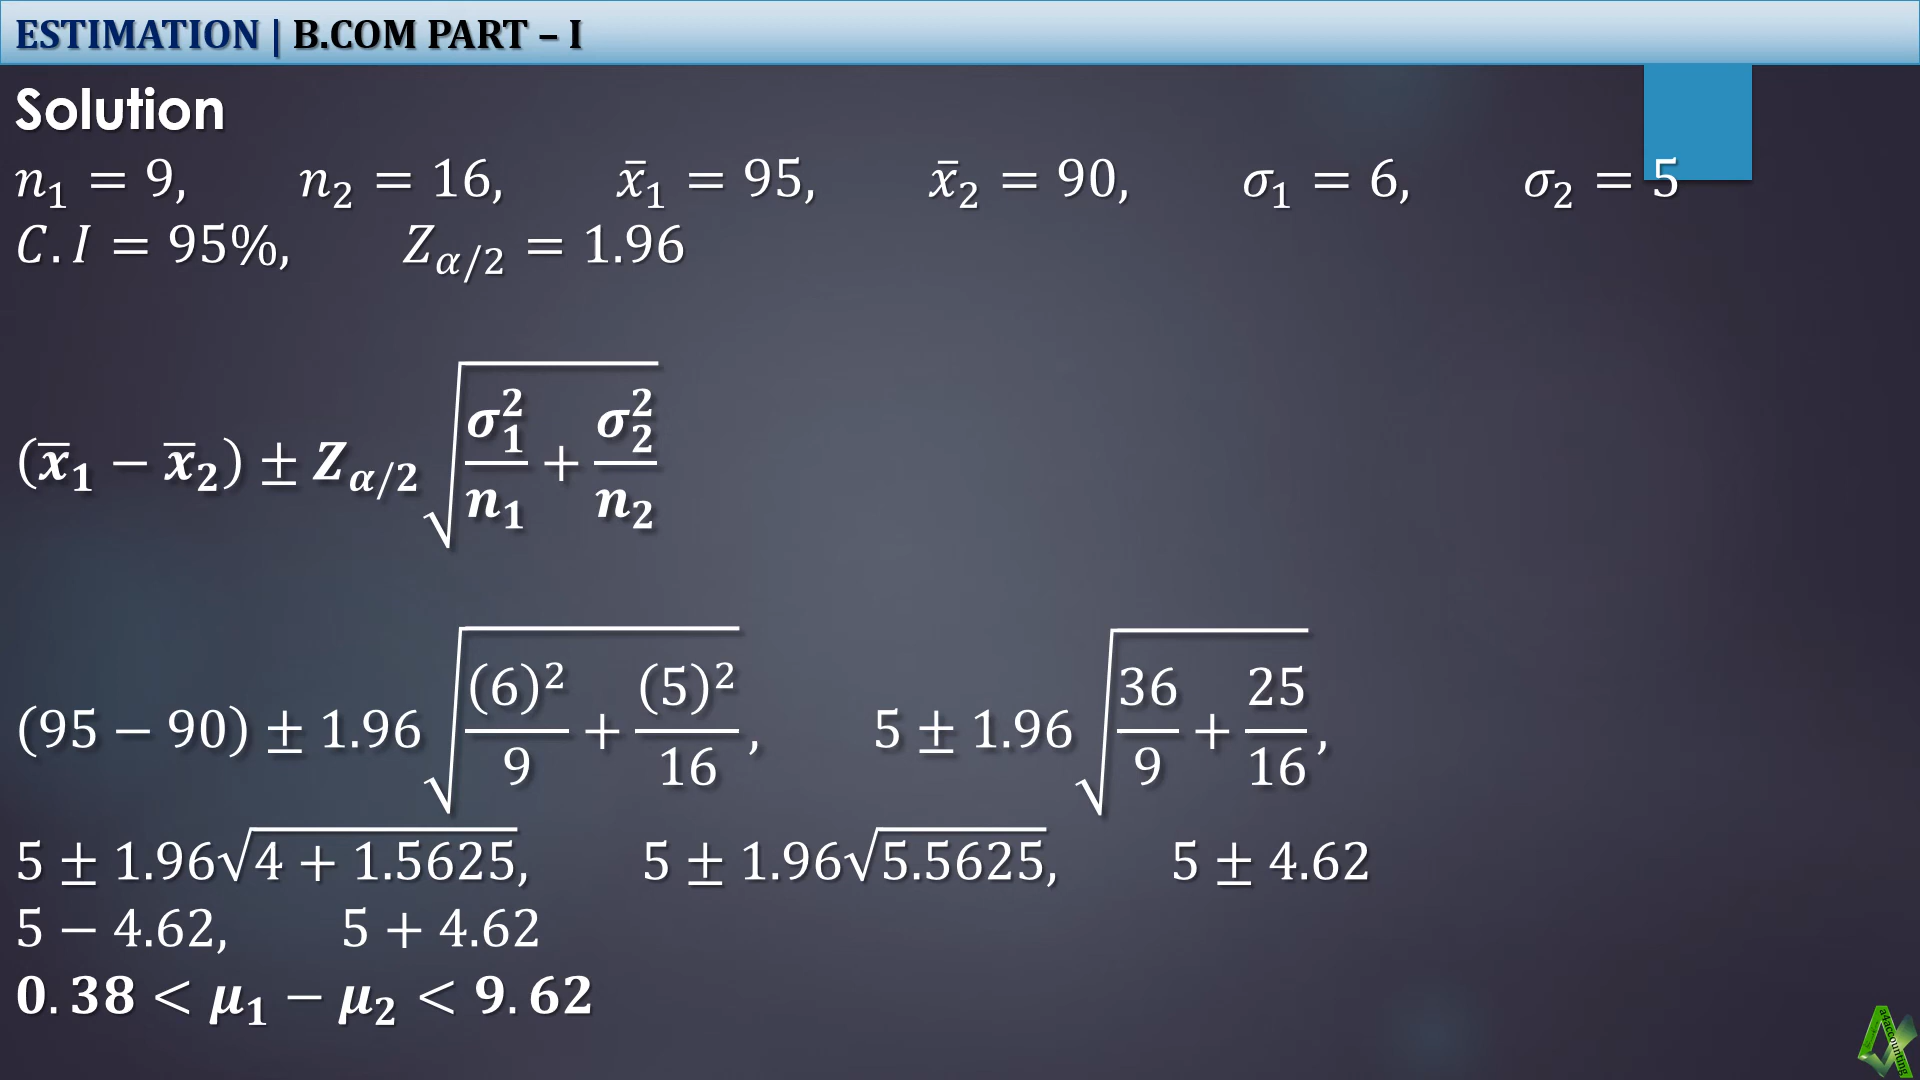 ESTIMATION | B.COM PART – I
Solution
n₁ = 9, n₂ = 16, x̄₁ = 95, x̄₂ = 90, σ₁ = 6, σ₂ = 5
C.I = 95%, Z_{α/2} = 1.96
(x̄₁ − x̄₂) ± Z_{α/2} √(σ₁²/n₁ + σ₂²/n₂)
(95 − 90) ± 1.96 √((6)²/9 + (5)²/16), 5 ± 1.96 √(36/9 + 25/16),
5 ± 1.96√(4 + 1.5625), 5 ± 1.96√(5.5625), 5 ± 4.62
5 − 4.62, 5 + 4.62
0.38 < μ₁ − μ₂ < 9.62
a4accounting